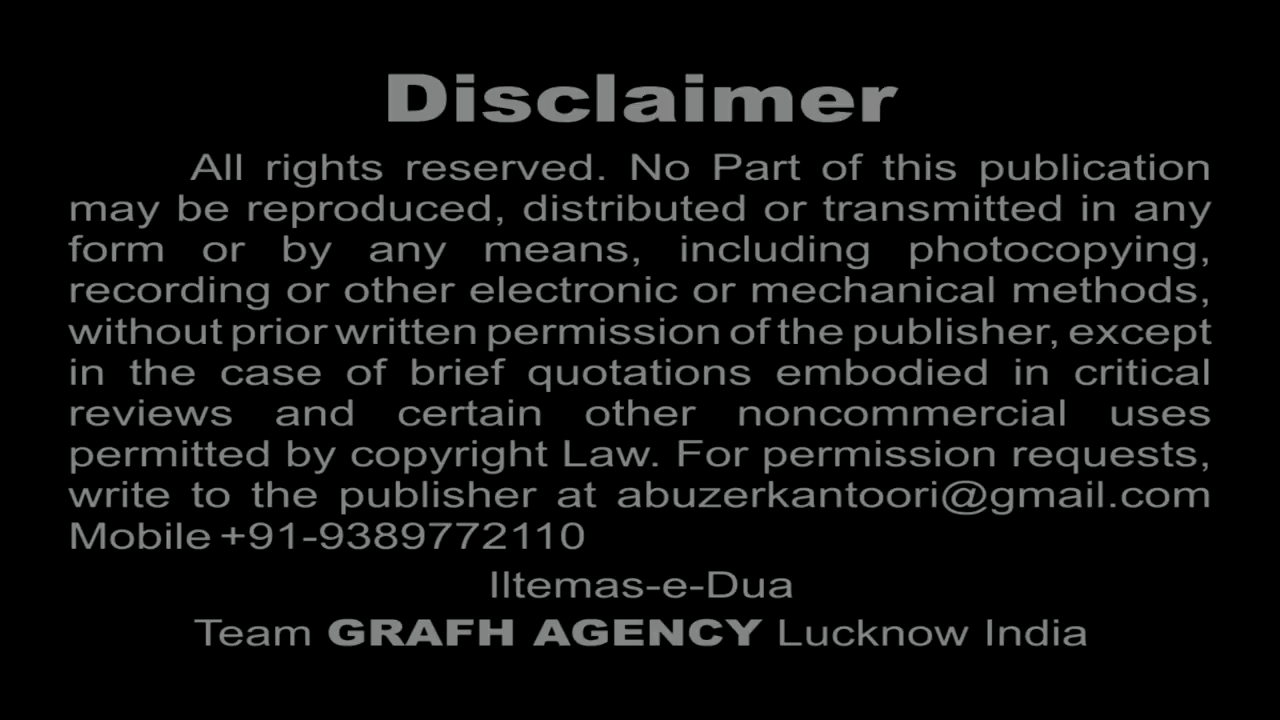 Disclaimer
All rights reserved. No Part of this publication
may be reproduced, distributed or transmitted in any
form or by any means, including photocopying,
recording or other electronic or mechanical methods,
without prior written permission of the publisher, except
in the case of brief quotations embodied in critical
reviews and certain other noncommercial uses
permitted by copyright Law. For permission requests,
write to the publisher at abuzerkantoori@gmail.com
Mobile +91-9389772110
Iltemas-e-Dua
Team GRAFH AGENCY Lucknow India